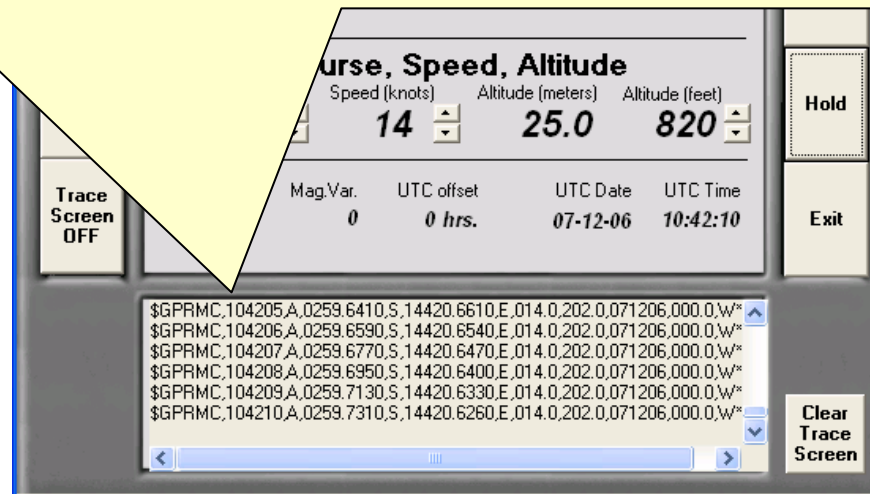 urse, Speed, Altitude
Speed (knots) Altitude (meters) Altitude (feet)
14 25.0 820
Hold
Trace
Screen
OFF
Mag.Var. UTC offset UTC Date UTC Time
0 0 hrs. 07-12-06 10:42:10
Exit
$GPRMC,104205,A,0259.6410,S,14420.6610,E,014.0,202.0,071206,000.0,W*
$GPRMC,104206,A,0259.6590,S,14420.6540,E,014.0,202.0,071206,000.0,W*
$GPRMC,104207,A,0259.6770,S,14420.6470,E,014.0,202.0,071206,000.0,W*
$GPRMC,104208,A,0259.6950,S,14420.6400,E,014.0,202.0,071206,000.0,W*
$GPRMC,104209,A,0259.7130,S,14420.6330,E,014.0,202.0,071206,000.0,W*
$GPRMC,104210,A,0259.7310,S,14420.6260,E,014.0,202.0,071206,000.0,W*
Clear
Trace
Screen